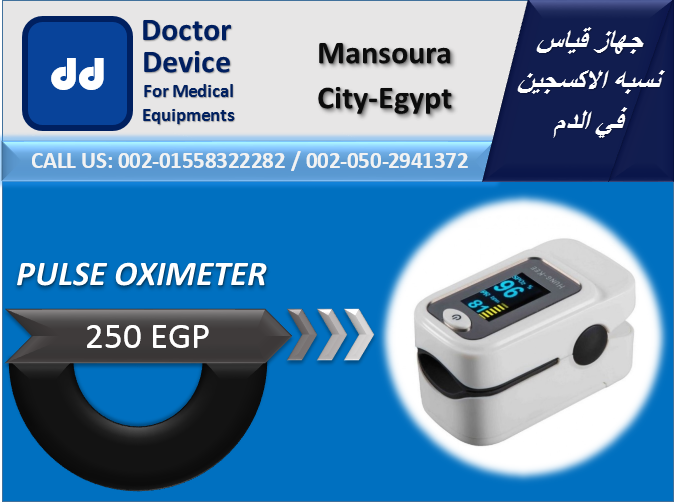 dd
Doctor
Device
For Medical
Equipments
Mansoura
City-Egypt
جهاز قياس
نسبه الاكسجين
في الدم
CALL US: 002-01558322282 / 002-050-2941372
PULSE OXIMETER
250 EGP
SPO₂ %
96
81